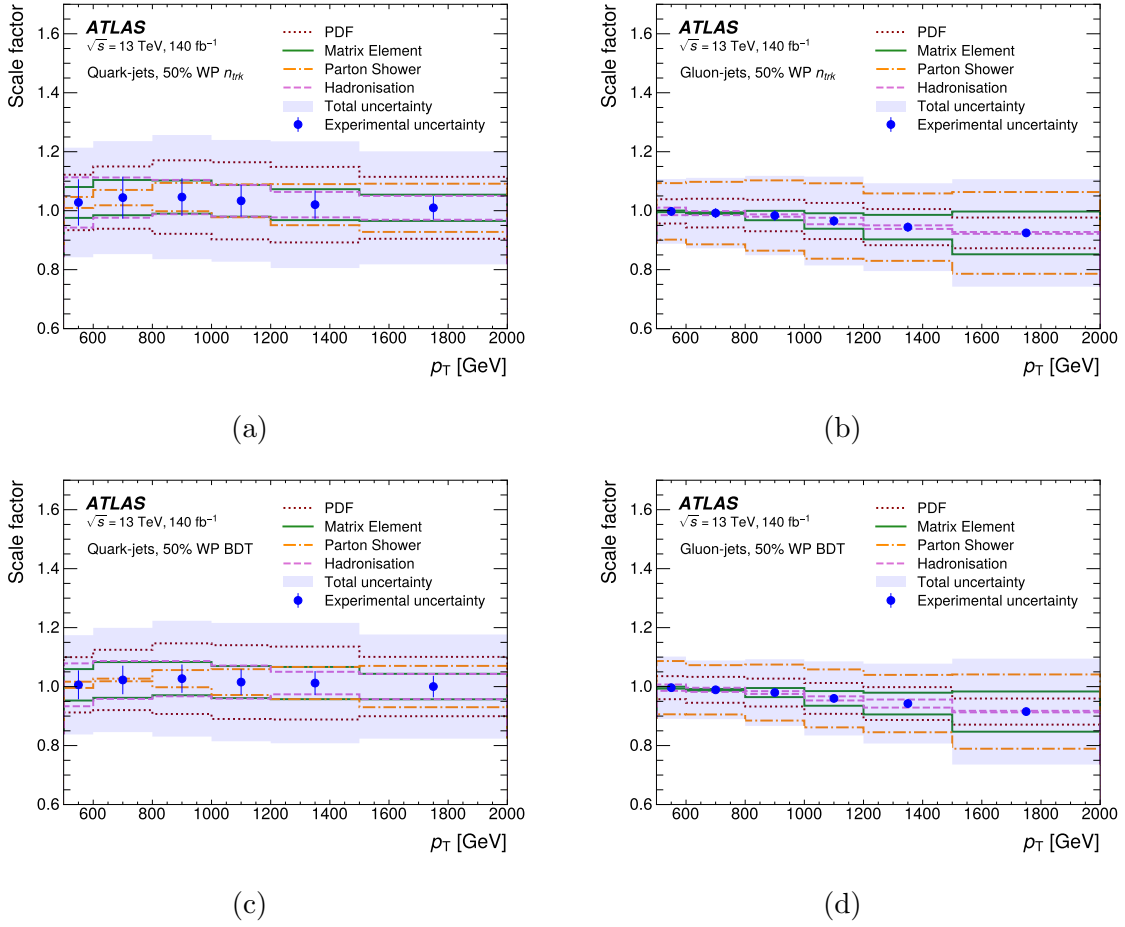 Scale factor
1.6
1.4
1.2
1.0
0.8
0.6
ATLAS
√s = 13 TeV, 140 fb⁻¹
Quark-jets, 50% WP nₜᵣₖ
PDF
Matrix Element
Parton Shower
Hadronisation
Total uncertainty
Experimental uncertainty
600 800 1000 1200 1400 1600 1800 2000
p_T [GeV]
(a)
Scale factor
1.6
1.4
1.2
1.0
0.8
0.6
ATLAS
√s = 13 TeV, 140 fb⁻¹
Gluon-jets, 50% WP nₜᵣₖ
PDF
Matrix Element
Parton Shower
Hadronisation
Total uncertainty
Experimental uncertainty
600 800 1000 1200 1400 1600 1800 2000
p_T [GeV]
(b)
Scale factor
1.6
1.4
1.2
1.0
0.8
0.6
ATLAS
√s = 13 TeV, 140 fb⁻¹
Quark-jets, 50% WP BDT
PDF
Matrix Element
Parton Shower
Hadronisation
Total uncertainty
Experimental uncertainty
600 800 1000 1200 1400 1600 1800 2000
p_T [GeV]
(c)
Scale factor
1.6
1.4
1.2
1.0
0.8
0.6
ATLAS
√s = 13 TeV, 140 fb⁻¹
Gluon-jets, 50% WP BDT
PDF
Matrix Element
Parton Shower
Hadronisation
Total uncertainty
Experimental uncertainty
600 800 1000 1200 1400 1600 1800 2000
p_T [GeV]
(d)